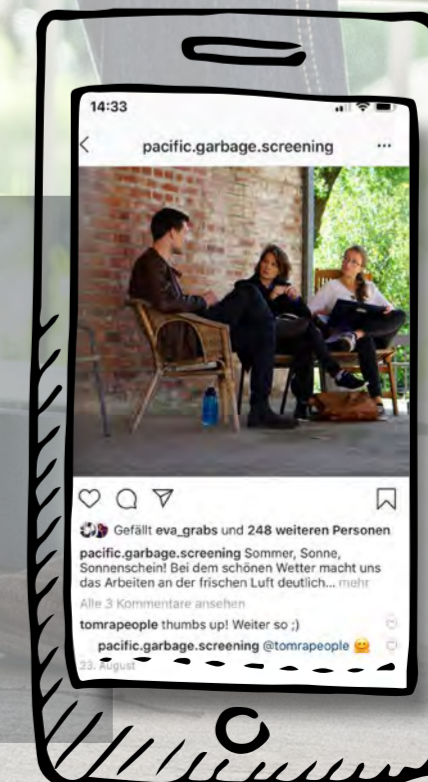 14:33
pacific.garbage.screening
Gefällt eva_grabs und 248 weiteren Personen
pacific.garbage.screening Sommer, Sonne,
Sonnenschein! Bei dem schönen Wetter macht uns
das Arbeiten an der frischen Luft deutlich... mehr
Alle 3 Kommentare ansehen
tomrapeople thumbs up! Weiter so ;)
pacific.garbage.screening @tomrapeople 🤗
23. August